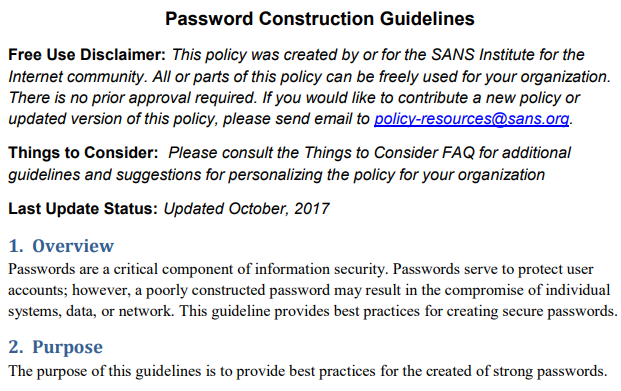 Password Construction Guidelines
Free Use Disclaimer: This policy was created by or for the SANS Institute for the
Internet community. All or parts of this policy can be freely used for your organization.
There is no prior approval required. If you would like to contribute a new policy or
updated version of this policy, please send email to policy-resources@sans.org.
Things to Consider: Please consult the Things to Consider FAQ for additional
guidelines and suggestions for personalizing the policy for your organization
Last Update Status: Updated October, 2017
1. Overview
Passwords are a critical component of information security. Passwords serve to protect user
accounts; however, a poorly constructed password may result in the compromise of individual
systems, data, or network. This guideline provides best practices for creating secure passwords.
2. Purpose
The purpose of this guidelines is to provide best practices for the created of strong passwords.